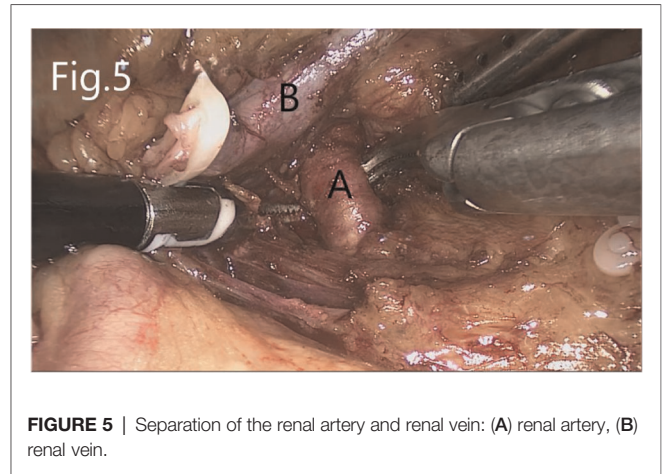 Fig.5
B
A
FIGURE 5 | Separation of the renal artery and renal vein: (A) renal artery, (B)
renal vein.